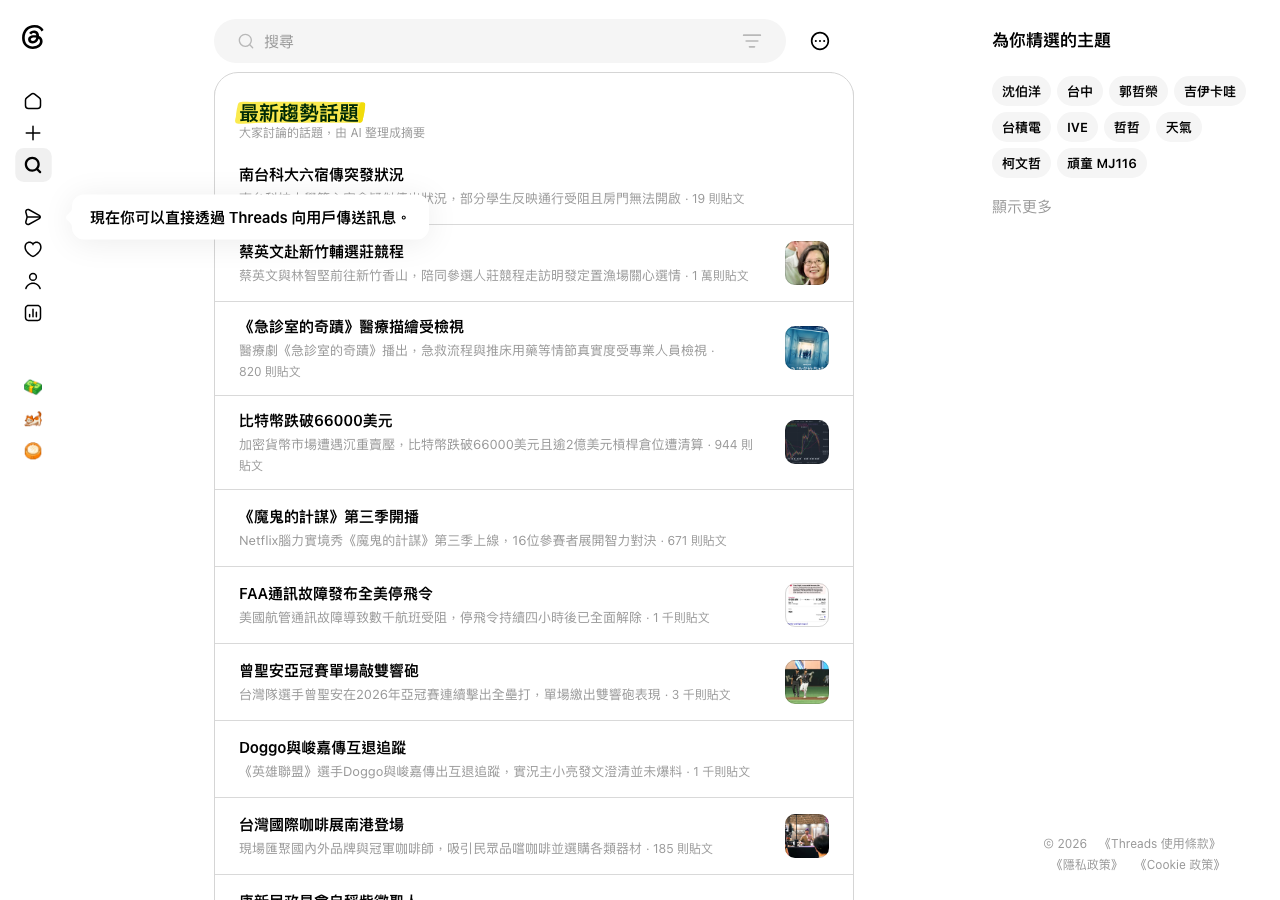 搜尋
最新趨勢話題
大家討論的話題，由 AI 整理成摘要
南台科大六宿傳突發狀況
狀況，部分學生反映通行受阻且房門無法開啟 · 19 則貼文
現在你可以直接透過 Threads 向用戶傳送訊息。
蔡英文赴新竹輔選莊競程
蔡英文與林智堅前往新竹香山，陪同參選人莊競程走訪明發定置漁場關心選情 · 1 萬則貼文
《急診室的奇蹟》醫療描繪受檢視
醫療劇《急診室的奇蹟》播出，急救流程與推床用藥等情節真實度受專業人員檢視 ·
820 則貼文
比特幣跌破66000美元
加密貨幣市場遭遇沉重賣壓，比特幣跌破66000美元且逾2億美元槓桿倉位遭清算 · 944 則
貼文
《魔鬼的計謀》第三季開播
Netflix腦力實境秀《魔鬼的計謀》第三季上線，16位參賽者展開智力對決 · 671 則貼文
FAA通訊故障發布全美停飛令
美國航管通訊故障導致數千航班受阻，停飛令持續四小時後已全面解除 · 1 千則貼文
曾聖安亞冠賽單場敲雙響砲
台灣隊選手曾聖安在2026年亞冠賽連續擊出全壘打，單場繳出雙響砲表現 · 3 千則貼文
Doggo與峻嘉傳互退追蹤
《英雄聯盟》選手Doggo與峻嘉傳出互退追蹤，實況主小亮發文澄清並未爆料 · 1 千則貼文
台灣國際咖啡展南港登場
現場匯聚國內外品牌與冠軍咖啡師，吸引民眾品嚐咖啡並選購各類器材 · 185 則貼文
為你精選的主題
沈伯洋 台中 郭哲榮 吉伊卡哇
台積電 IVE 哲哲 天氣
柯文哲 頑童 MJ116
顯示更多
© 2026 《Threads 使用條款》
《隱私政策》 《Cookie 政策》